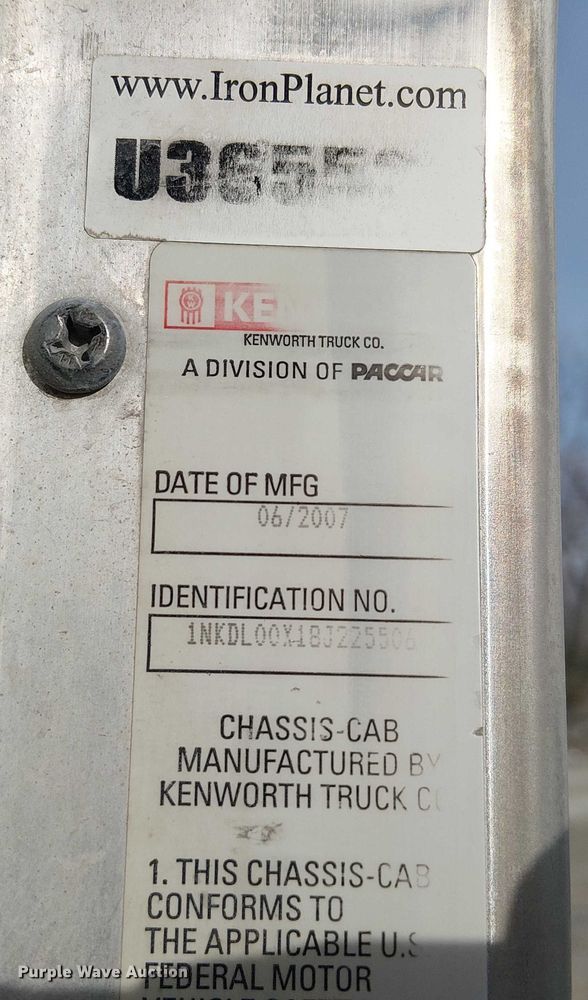 www.IronPlanet.com
KENWORTH TRUCK CO.
A DIVISION OF PACCAR
DATE OF MFG
06/2007
IDENTIFICATION NO.
1NKDL00X18J225506
CHASSIS-CAB
MANUFACTURED BY
KENWORTH TRUCK
1. THIS CHASSIS-CAB
CONFORMS TO
THE APPLICABLE U.S
FEDERAL MOTOR
Purple Wave Auction